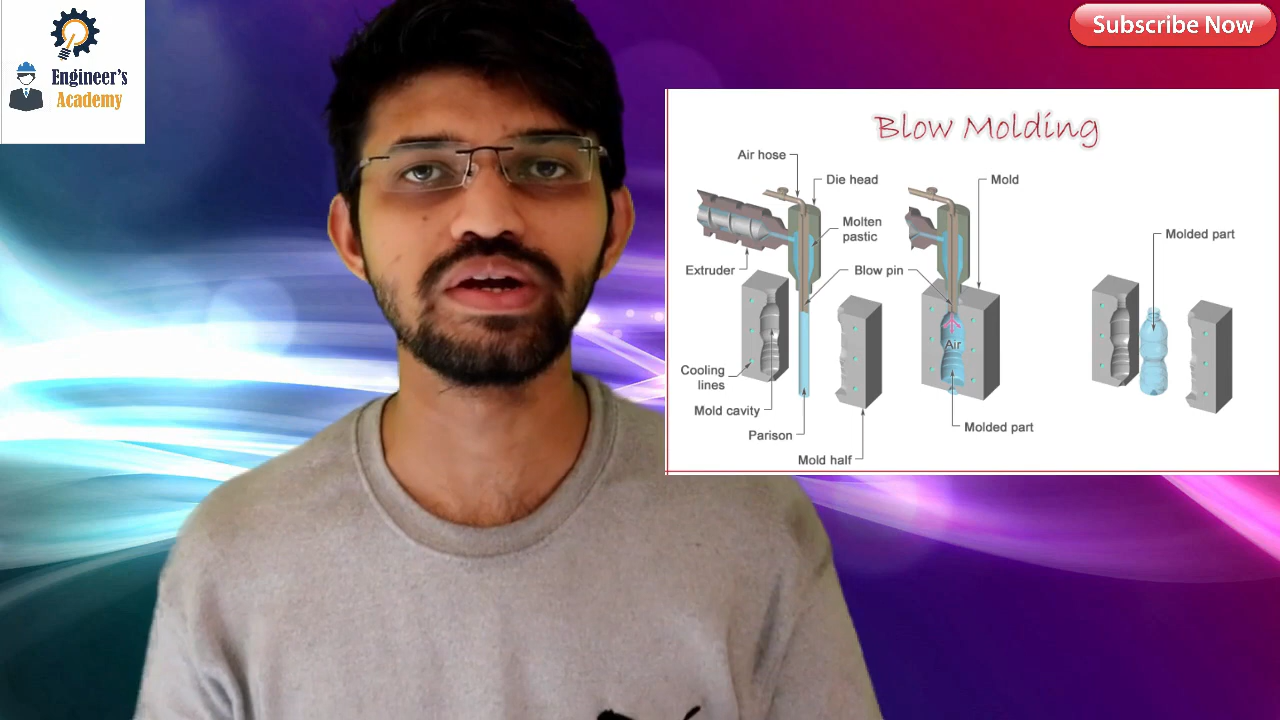 Engineer's
Academy
Subscribe Now
Blow Molding
Air hose
Die head
Mold
Molten
pastic
Molded part
Extruder
Blow pin
Air
Cooling
lines
Mold cavity
Molded part
Parison
Mold half